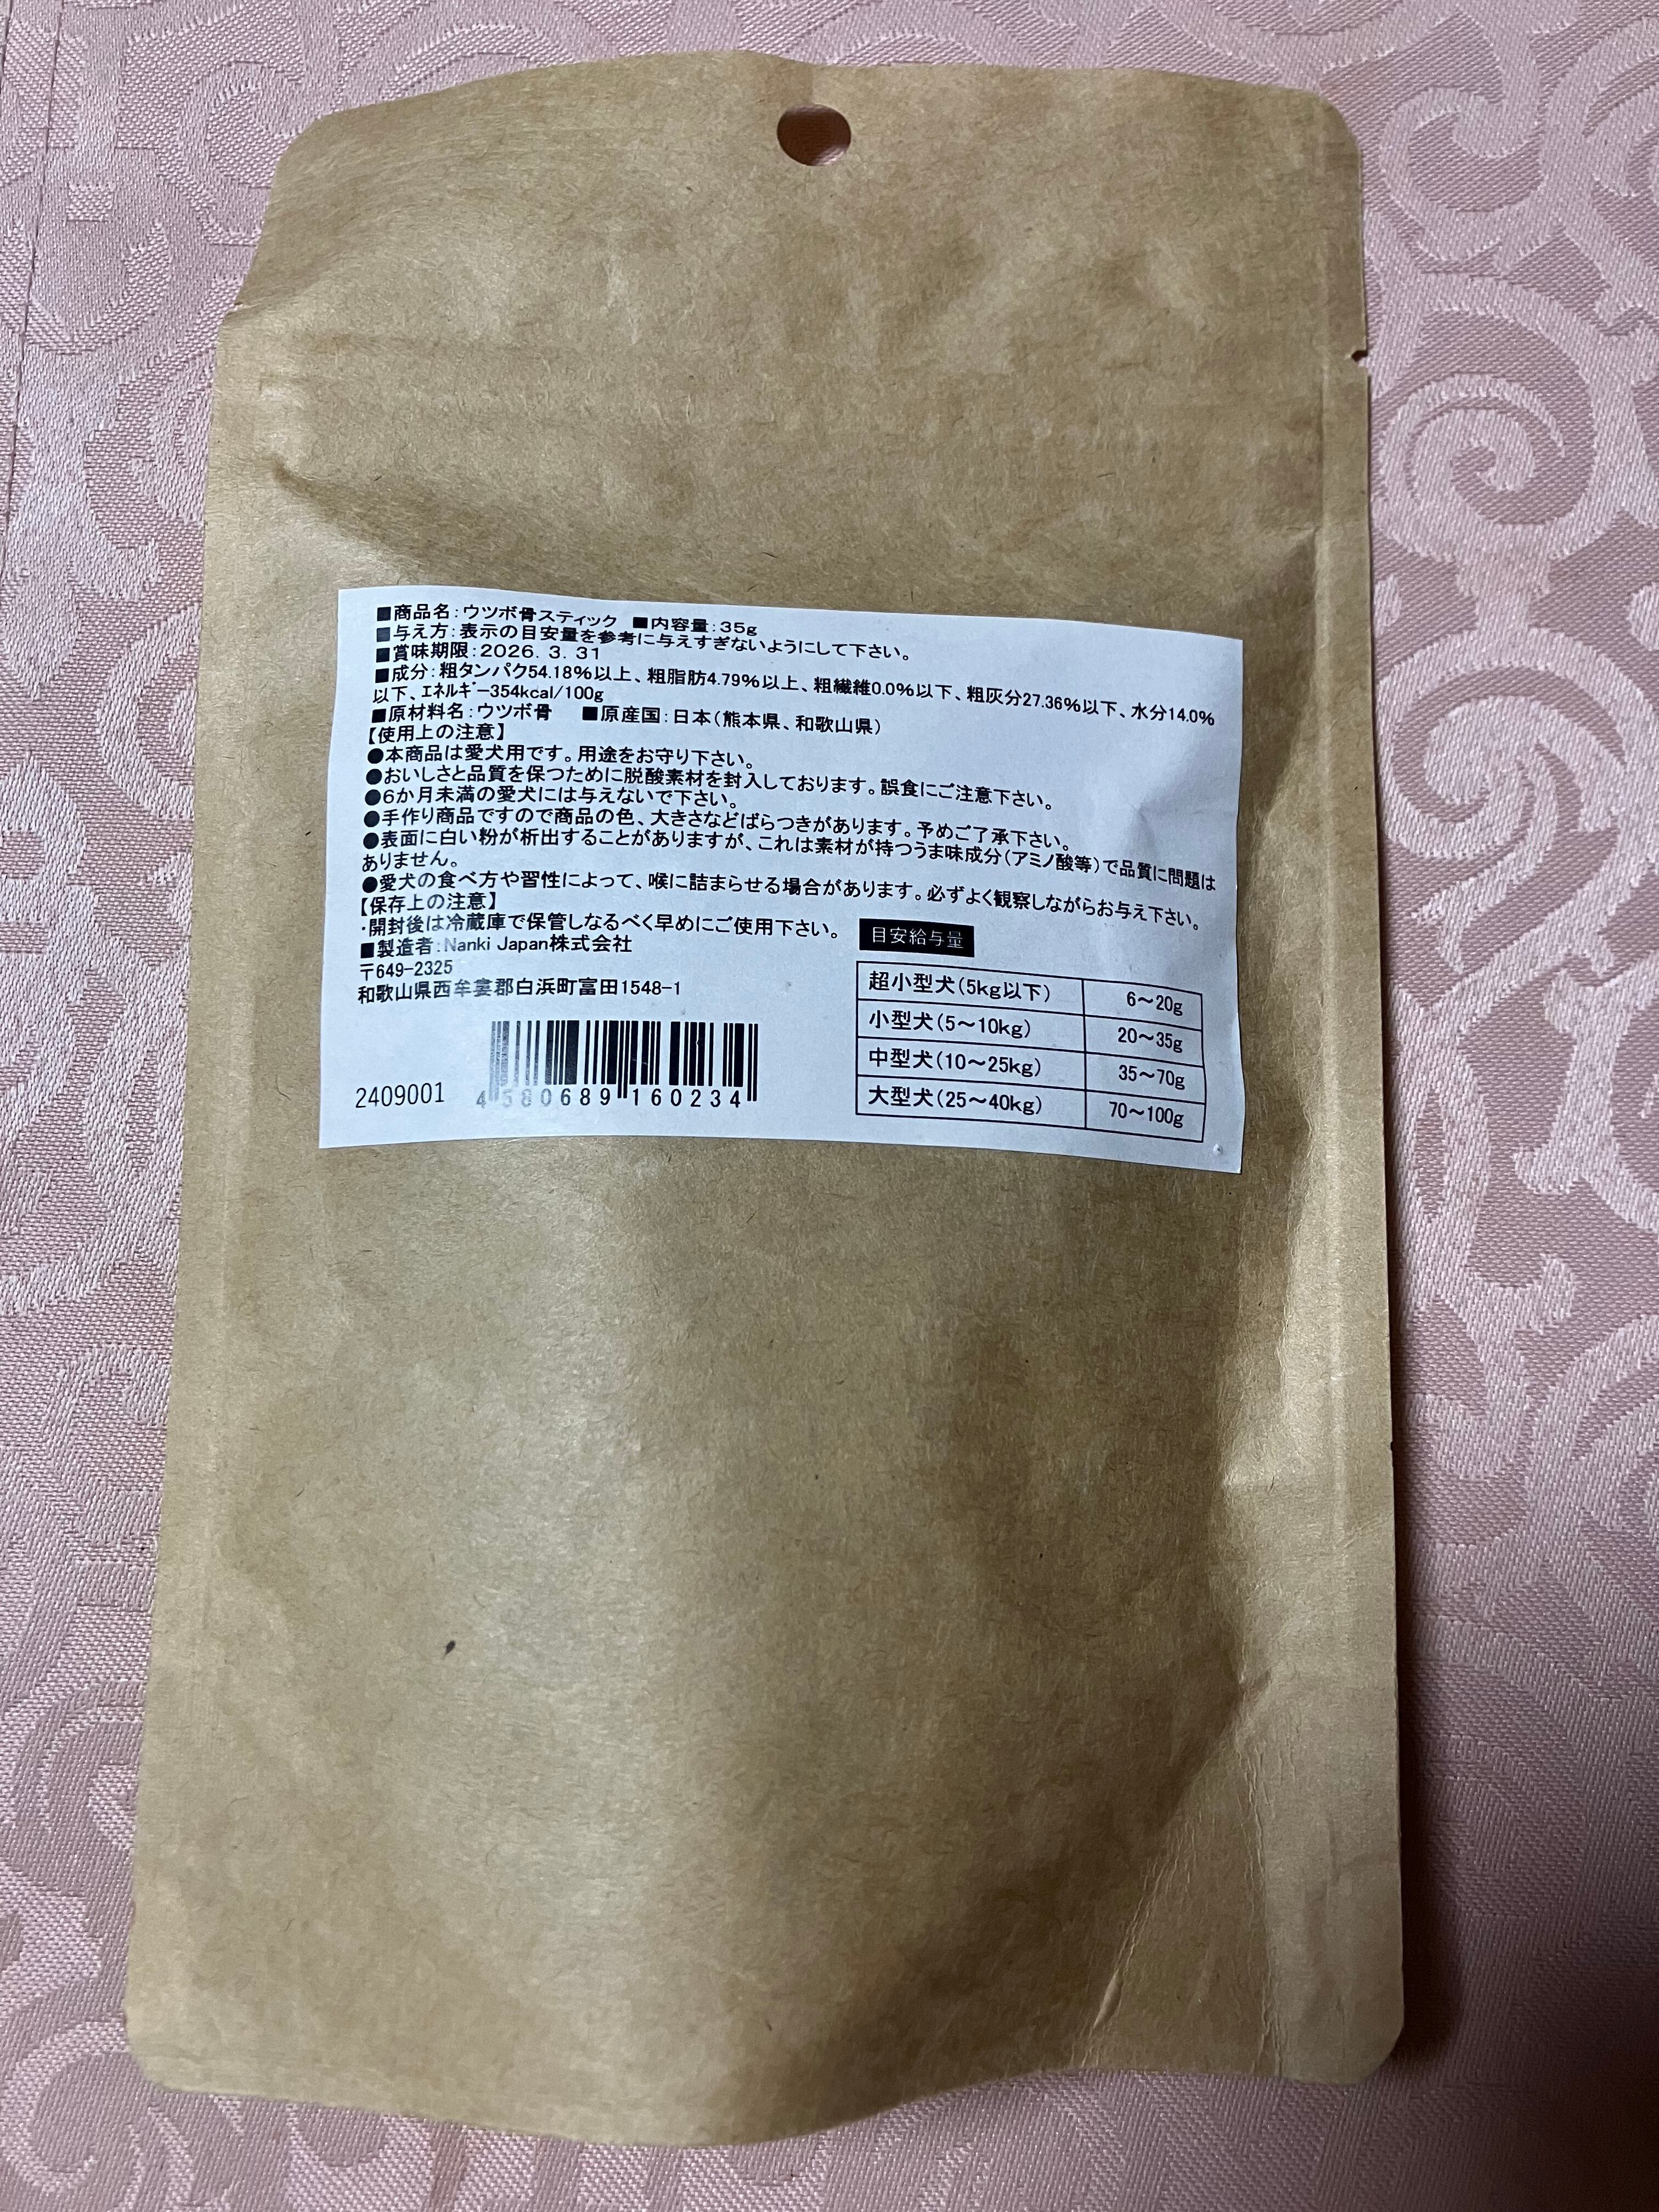 ■商品名：ウツボ骨スティック　■内容量：35g
■与え方：表示の目安量を参考に与えすぎないようにして下さい。
■賞味期限：2026. 3. 31
■成分：粗タンパク54.18%以上、粗脂肪4.79%以上、粗繊維0.0%以下、粗灰分27.36%以下、水分14.0%
以下、ｴﾈﾙｷﾞｰ354kcal/100g
■原材料名：ウツボ骨　■原産国：日本（熊本県、和歌山県）
【使用上の注意】
●本商品は愛犬用です。用途をお守り下さい。
●おいしさと品質を保つために脱酸素材を封入しております。誤食にご注意下さい。
●6か月未満の愛犬には与えないで下さい。
●手作り商品ですので商品の色、大きさなどばらつきがあります。予めご了承下さい。
●表面に白い粉が析出することがありますが、これは素材が持つうま味成分（アミノ酸等）で品質に問題は
ありません。
●愛犬の食べ方や習性によって、喉に詰まらせる場合があります。必ずよく観察しながらお与え下さい。
【保存上の注意】
・開封後は冷蔵庫で保管しなるべく早めにご使用下さい。
■製造者：Nanki Japan株式会社
〒649-2325
和歌山県西牟婁郡白浜町富田1548-1
2409001
4 580689 160234
目安給与量
超小型犬（5kg以下） 6～20g
小型犬（5～10kg） 20～35g
中型犬（10～25kg） 35～70g
大型犬（25～40kg） 70～100g